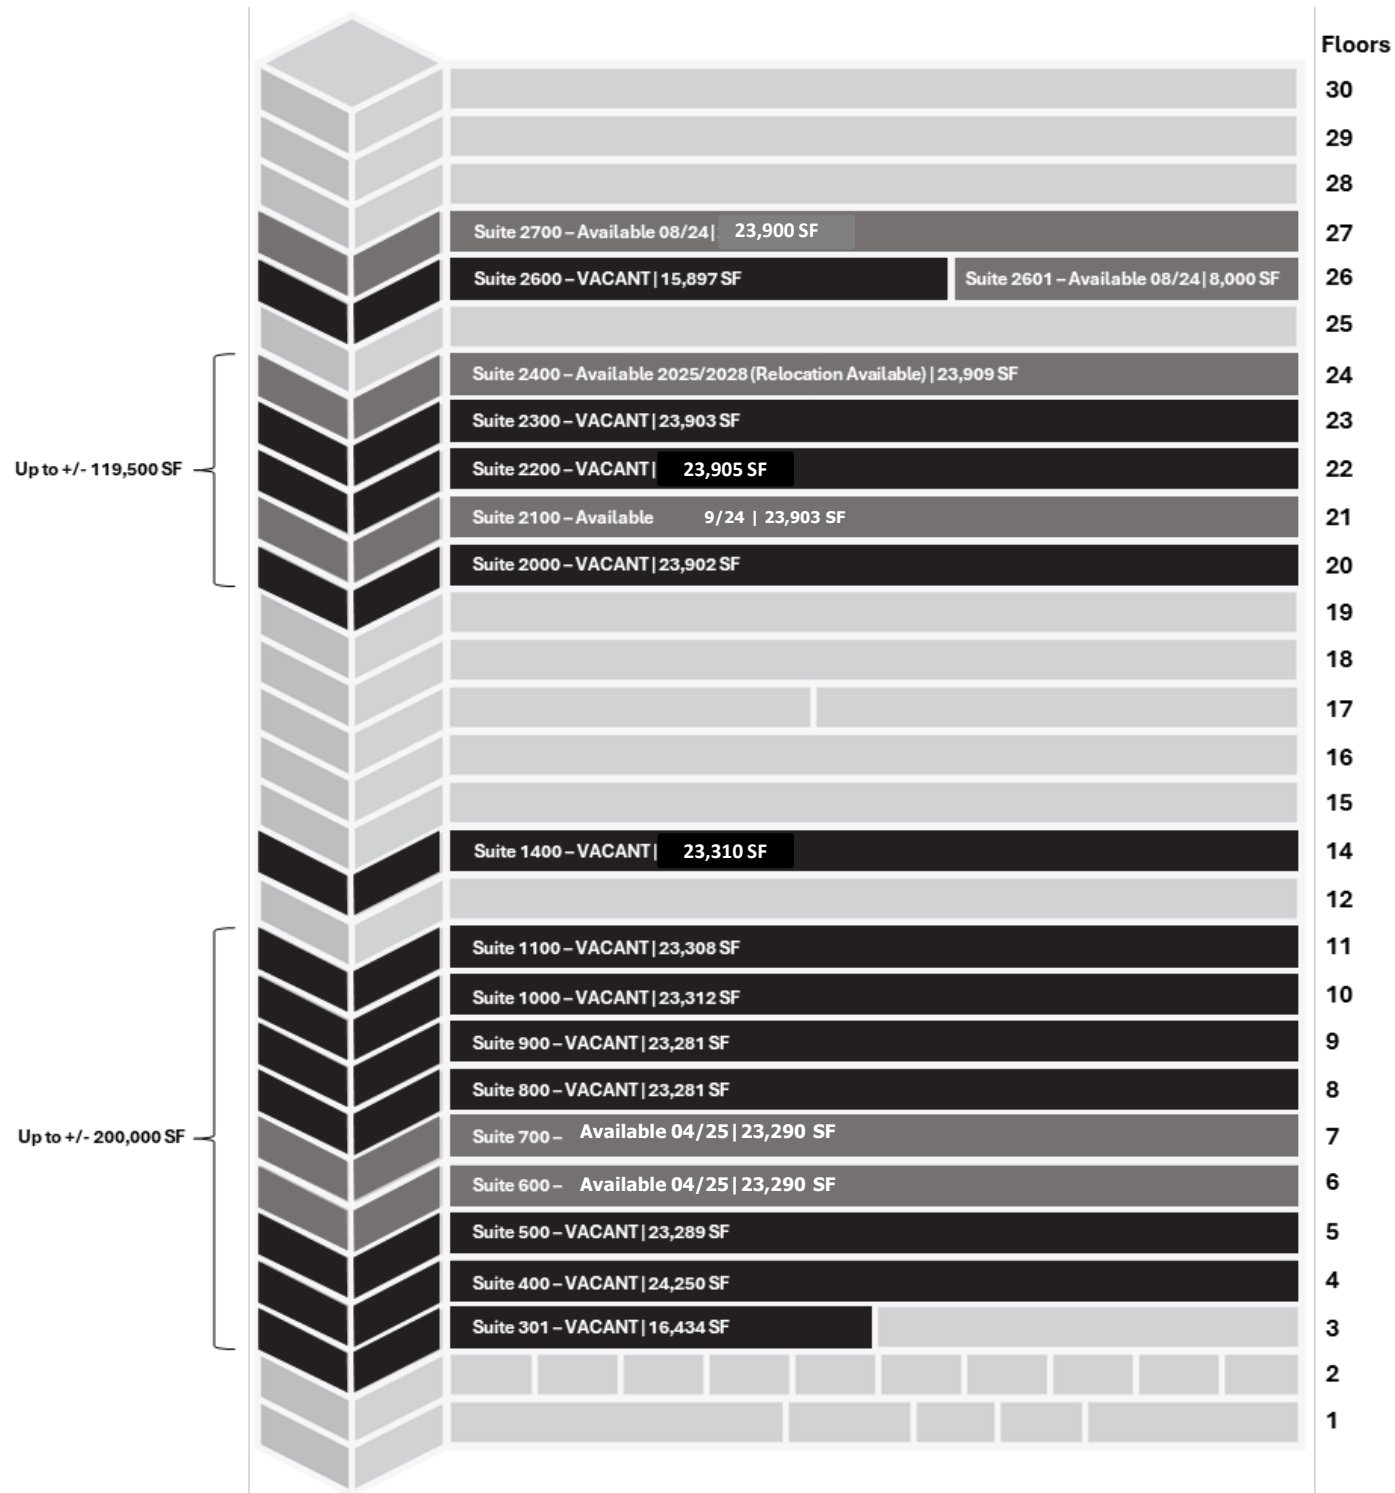 Floors
30
29
28
Suite 2700 – Available 08/24 | 23,900 SF 27
Suite 2600 – VACANT | 15,897 SF Suite 2601 – Available 08/24 | 8,000 SF 26
25
Suite 2400 – Available 2025/2028 (Relocation Available) | 23,909 SF 24
Suite 2300 – VACANT | 23,903 SF 23
Up to +/- 119,500 SF Suite 2200 – VACANT | 23,905 SF 22
Suite 2100 – Available 9/24 | 23,903 SF 21
Suite 2000 – VACANT | 23,902 SF 20
19
18
17
16
15
Suite 1400 – VACANT | 23,310 SF 14
12
Suite 1100 – VACANT | 23,308 SF 11
Suite 1000 – VACANT | 23,312 SF 10
Suite 900 – VACANT | 23,281 SF 9
Suite 800 – VACANT | 23,281 SF 8
Up to +/- 200,000 SF Suite 700 – Available 04/25 | 23,290 SF 7
Suite 600 – Available 04/25 | 23,290 SF 6
Suite 500 – VACANT | 23,289 SF 5
Suite 400 – VACANT | 24,250 SF 4
Suite 301 – VACANT | 16,434 SF 3
2
1